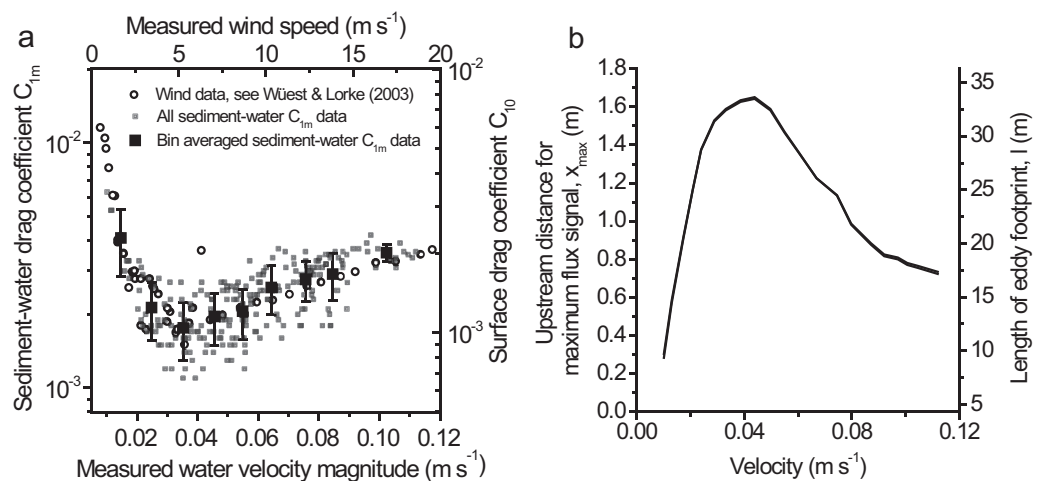 a
Measured wind speed (m s⁻¹)
0 5 10 15 20
Sediment-water drag coefficient C1m
10⁻²
10⁻³
Wind data, see Wüest & Lorke (2003)
All sediment-water C1m data
Bin averaged sediment-water C1m data
10⁻²
10⁻³
Surface drag coefficient C10
0.02 0.04 0.06 0.08 0.10 0.12
Measured water velocity magnitude (m s⁻¹)
b
Upstream distance for
maximum flux signal, xmax (m)
1.8
1.6
1.4
1.2
1.0
0.8
0.6
0.4
0.2
0.0
35
30
25
20
15
10
5
Length of eddy footprint, l (m)
0.00 0.04 0.08 0.12
Velocity (m s⁻¹)